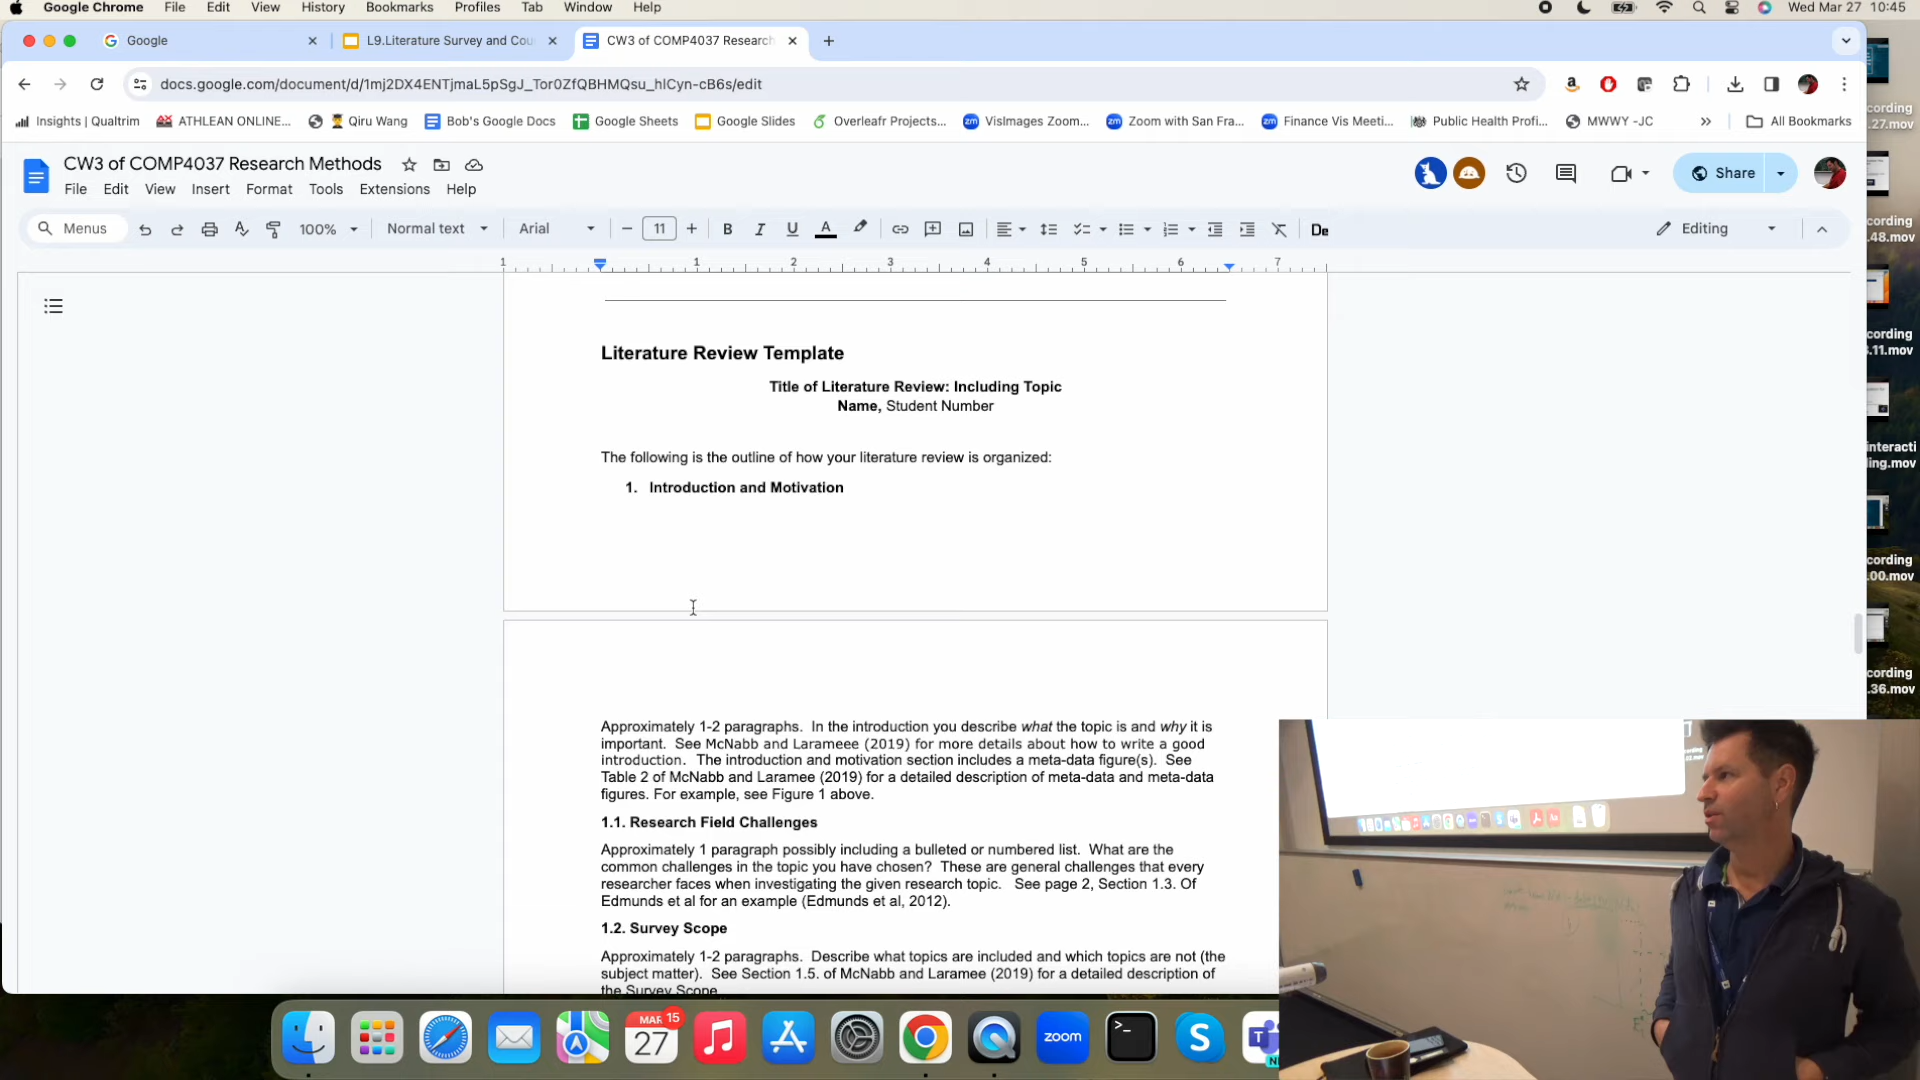 Google Chrome File Edit View History Bookmarks Profiles Tab Window Help Wed Mar 27 10:45
Google L9.Literature Survey and Cou CW3 of COMP4037 Research
docs.google.com/document/d/1mj2DX4ENTjmaL5pSgJ_Tor0ZfQBHMQsu_hlCyn-cB6s/edit
Insights | Qualtrim ATHLEAN ONLINE... Qiru Wang Bob's Google Docs Google Sheets Google Slides Overleafr Projects... VisImages Zoom... Zoom with San Fra... Finance Vis Meeti... Public Health Profi... MWWY -JC » All Bookmarks
CW3 of COMP4037 Research Methods
File Edit View Insert Format Tools Extensions Help
Share
Menus 100% Normal text Arial − 11 + B I U A De Editing
1 1 2 3 4 5 6 7
Literature Review Template
Title of Literature Review: Including Topic
Name, Student Number
The following is the outline of how your literature review is organized:
1. Introduction and Motivation
Approximately 1-2 paragraphs. In the introduction you describe what the topic is and why it is
important. See McNabb and Larameee (2019) for more details about how to write a good
introduction. The introduction and motivation section includes a meta-data figure(s). See
Table 2 of McNabb and Laramee (2019) for a detailed description of meta-data and meta-data
figures. For example, see Figure 1 above.
1.1. Research Field Challenges
Approximately 1 paragraph possibly including a bulleted or numbered list. What are the
common challenges in the topic you have chosen? These are general challenges that every
researcher faces when investigating the given research topic. See page 2, Section 1.3. Of
Edmunds et al for an example (Edmunds et al, 2012).
1.2. Survey Scope
Approximately 1-2 paragraphs. Describe what topics are included and which topics are not (the
subject matter). See Section 1.5. of McNabb and Laramee (2019) for a detailed description of
the Survey Scope
cording
.27.mov
cording
.48.mov
cording
.11.mov
interacti
ing.mov
cording
.00.mov
cording
.36.mov
MAR 15
27
zoom